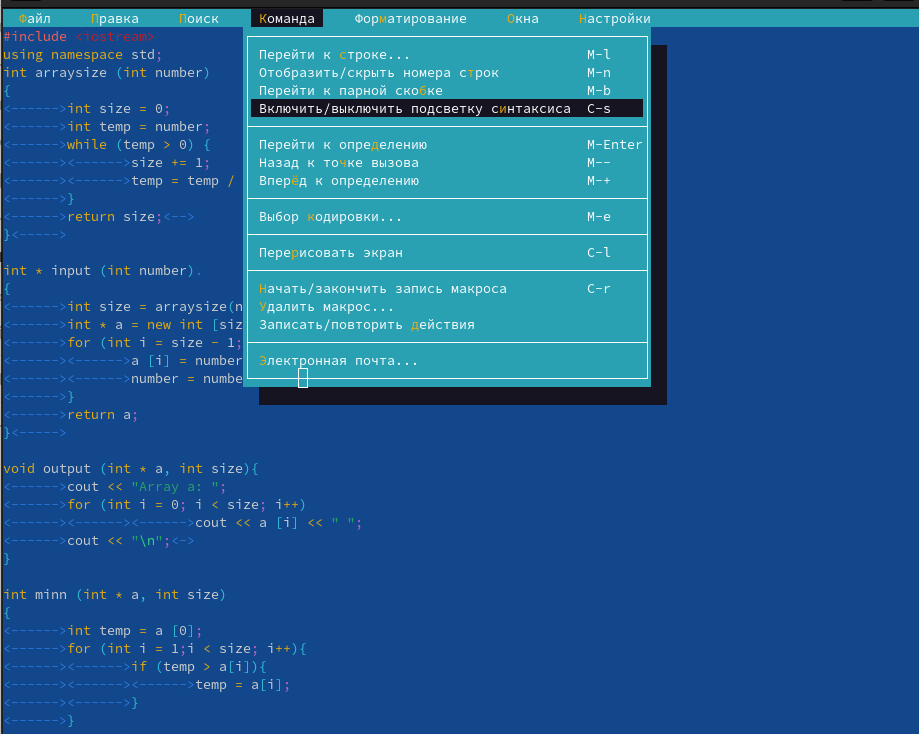 Файл Правка Поиск Команда Форматирование Окна Настройки
#include <iostream>
using namespace std;
int arraysize (int number)
{
<------>int size = 0;
<------>int temp = number;
<------>while (temp > 0) {
<------><------>size += 1;
<------><------>temp = temp /
<------>}
<------>return size;<-->
}<----->
int * input (int number).
{
<------>int size = arraysize(n
<------>int * a = new int [siz
<------>for (int i = size - 1;
<------><------>a [i] = number
<------><------>number = numbe
<------>}
<------>return a;
}<----->
void output (int * a, int size){
<------>cout << "Array a: ";
<------>for (int i = 0; i < size; i++)
<------><------><------>cout << a [i] << " ";
<------>cout << "\n";<->
}
int minn (int * a, int size)
{
<------>int temp = a [0];
<------>for (int i = 1;i < size; i++){
<------><------>if (temp > a[i]){
<------><------><------>temp = a[i];
<------><------>}
<------>}
Перейти к строке... M-l
Отобразить/скрыть номера строк M-n
Перейти к парной скобке M-b
Включить/выключить подсветку синтаксиса C-s
Перейти к определению M-Enter
Назад к точке вызова M--
Вперёд к определению M-+
Выбор кодировки... M-e
Перерисовать экран C-l
Начать/закончить запись макроса C-r
Удалить макрос...
Записать/повторить действия
Электронная почта...